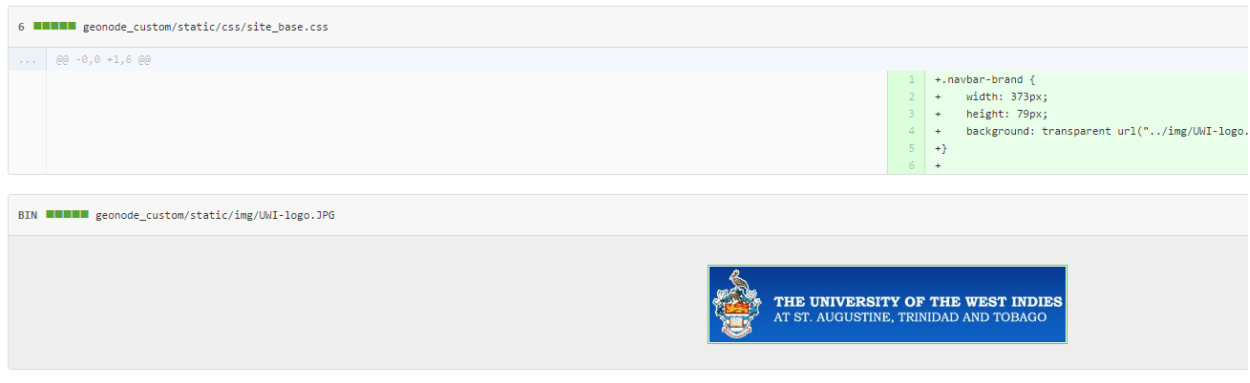 6 geonode_custom/static/css/site_base.css
... @@ -0,0 +1,6 @@
1 +.navbar-brand {
2 + width: 373px;
3 + height: 79px;
4 + background: transparent url("../img/UWI-logo.
5 +}
6 +
BIN geonode_custom/static/img/UWI-logo.JPG
THE UNIVERSITY OF THE WEST INDIES
AT ST. AUGUSTINE, TRINIDAD AND TOBAGO